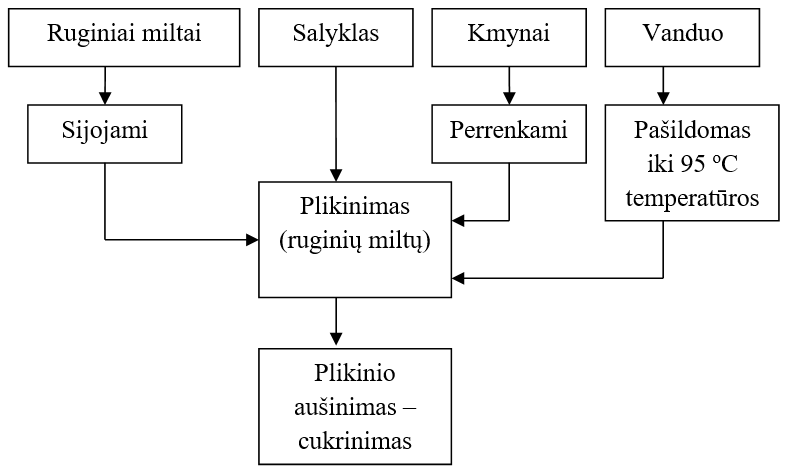 Ruginiai miltai
Salyklas
Kmynai
Vanduo
Sijojami
Perrenkami
Pašildomas
iki 95 ºC
temperatūros
Plikinimas
(ruginių miltų)
Plikinio
aušinimas –
cukrinimas